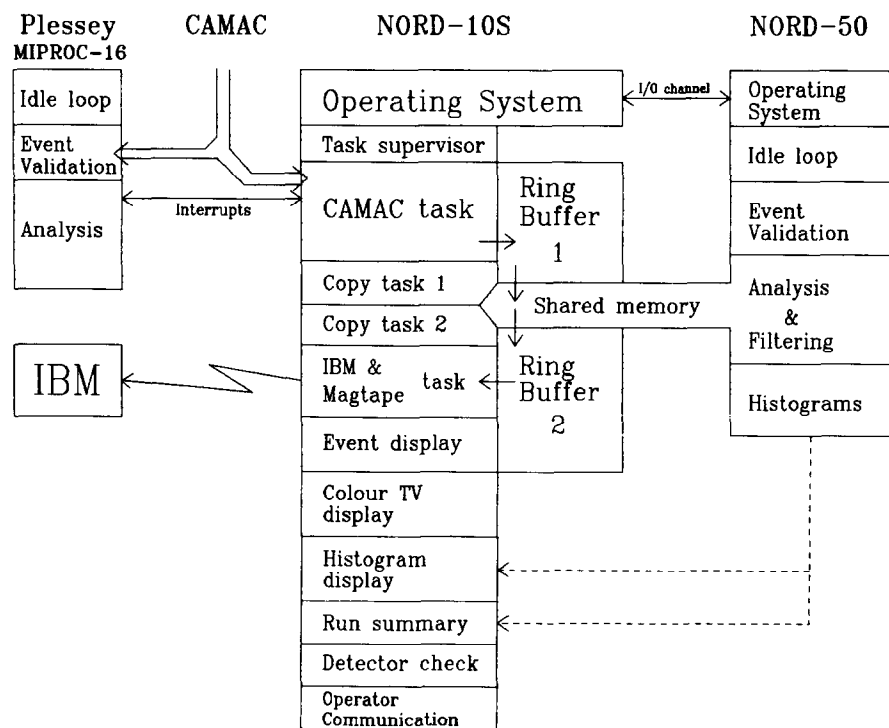 Plessey
MIPROC-16
CAMAC
NORD-10S
NORD-50
Idle loop
Event
Validation
Analysis
Interrupts
IBM
Operating System
I/O channel
Task supervisor
CAMAC task
Ring
Buffer
1
Copy task 1
Copy task 2
Shared memory
IBM &
Magtape
task
Ring
Buffer
2
Event display
Colour TV
display
Histogram
display
Run summary
Detector check
Operator
Communication
Operating
System
Idle loop
Event
Validation
Analysis
&
Filtering
Histograms